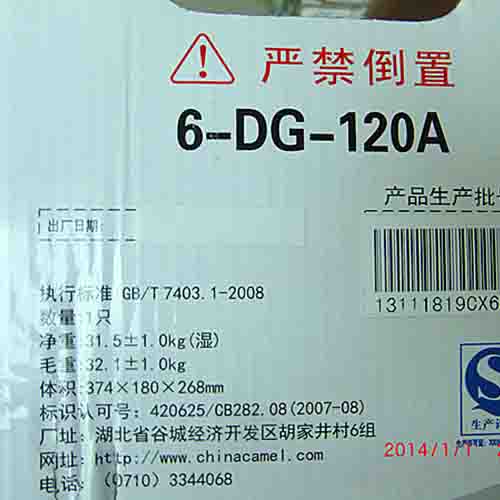 严禁倒置
6-DG-120A
产品生产批
出厂日期:
13111819CX6
执行标准 GB/T 7403.1-2008
数量:1只
净重:31.5±1.0kg(湿)
毛重:32.1±1.0kg
体积:374×180×268mm
标识认可号: 420625/GB282.08(2007-08)
厂址: 湖北省谷城经济开发区胡家井村6组
网址: http://www.chinacamel.com
电话: (0710) 3344068
生产许
2014/1/1